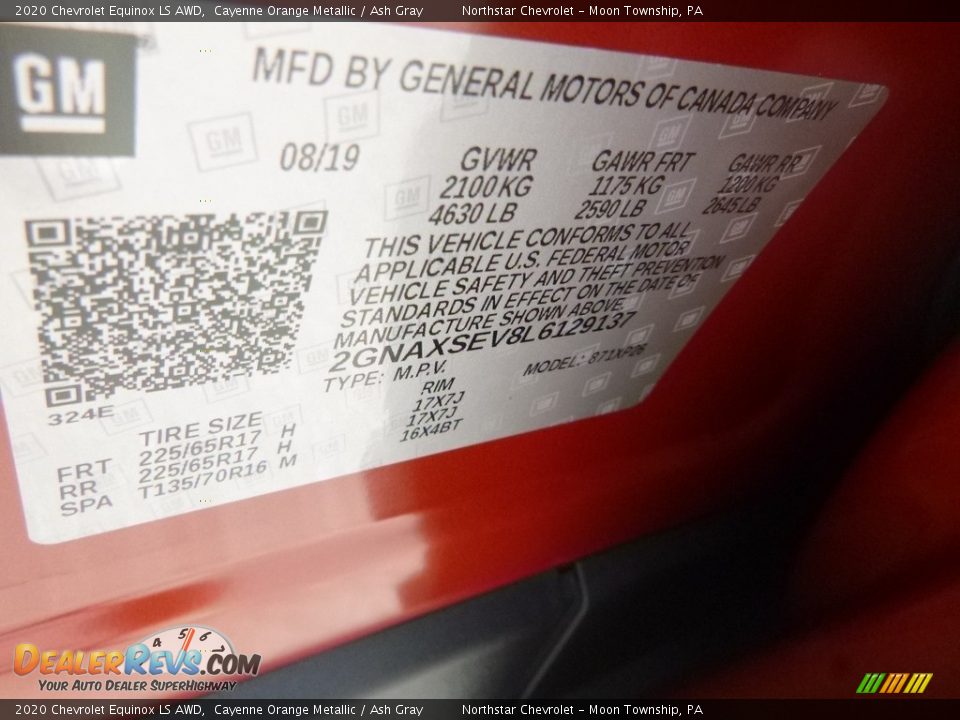 2020 Chevrolet Equinox LS AWD, Cayenne Orange Metallic / Ash Gray Northstar Chevrolet - Moon Township, PA
GM
MFD BY GENERAL MOTORS OF CANADA COMPANY
08/19 GVWR GAWR FRT GAWR RR
2100 KG 1175 KG 1200 KG
4630 LB 2590 LB 2645 LB
THIS VEHICLE CONFORMS TO ALL
APPLICABLE U.S. FEDERAL MOTOR
VEHICLE SAFETY AND THEFT PREVENTION
STANDARDS IN EFFECT ON THE DATE OF
MANUFACTURE SHOWN ABOVE.
2GNAXSEV8L6129137
TYPE: M.P.V. MODEL: 871XP26
324E
TIRE SIZE RIM
FRT 225/65R17 H 17X7J
RR 225/65R17 H 17X7J
SPA T135/70R16 M 16X4BT
4 5 6
DEALERREVS.COM
YOUR AUTO DEALER SUPERHIGHWAY
2020 Chevrolet Equinox LS AWD, Cayenne Orange Metallic / Ash Gray Northstar Chevrolet - Moon Township, PA